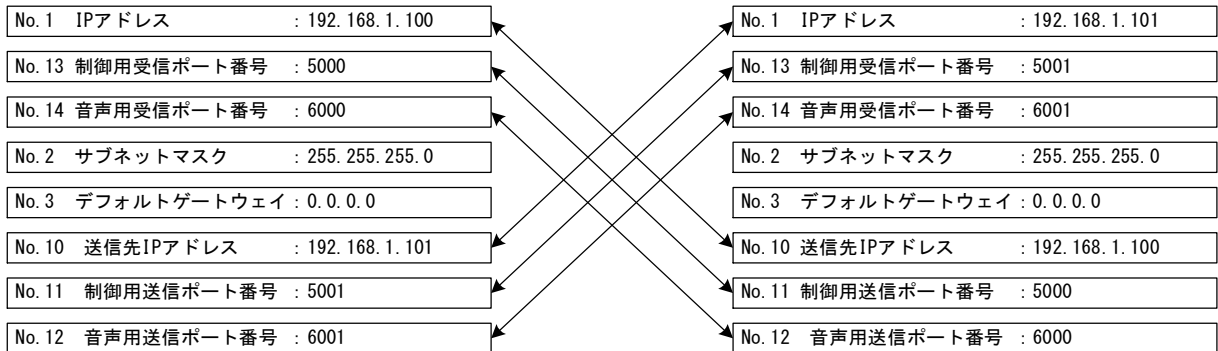 No.1 IPアドレス : 192.168.1.100
No.13 制御用受信ポート番号 : 5000
No.14 音声用受信ポート番号 : 6000
No.2 サブネットマスク : 255.255.255.0
No.3 デフォルトゲートウェイ : 0.0.0.0
No.10 送信先IPアドレス : 192.168.1.101
No.11 制御用送信ポート番号 : 5001
No.12 音声用送信ポート番号 : 6001
No.1 IPアドレス : 192.168.1.101
No.13 制御用受信ポート番号 : 5001
No.14 音声用受信ポート番号 : 6001
No.2 サブネットマスク : 255.255.255.0
No.3 デフォルトゲートウェイ : 0.0.0.0
No.10 送信先IPアドレス : 192.168.1.100
No.11 制御用送信ポート番号 : 5000
No.12 音声用送信ポート番号 : 6000